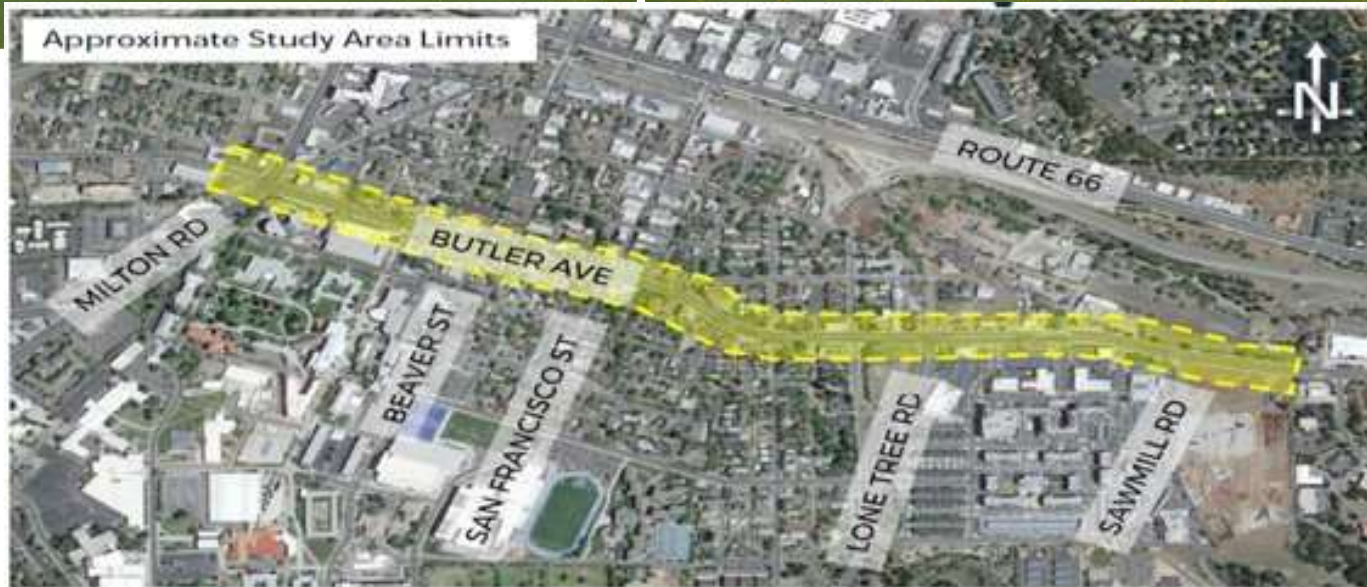 Approximate Study Area Limits
N
ROUTE 66
MILTON RD
BUTLER AVE
BEAVER ST
SAN FRANCISCO ST
LONE TREE RD
SAWMILL RD